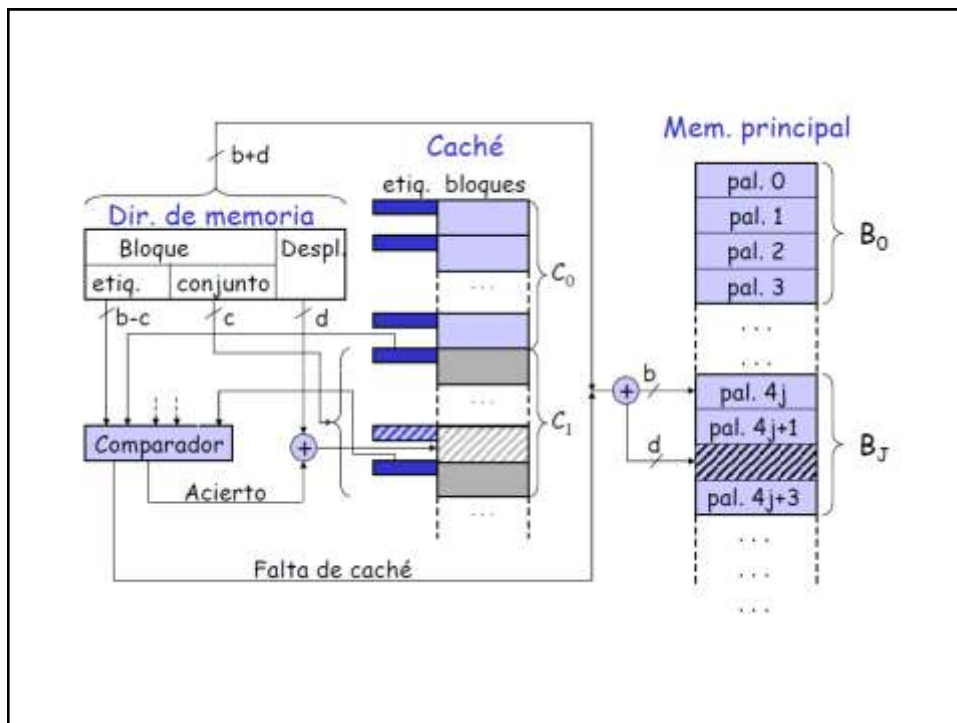 b+d
Dir. de memoria
Bloque
Despl.
etiq.
conjunto
b-c
c
d
Comparador
Acierto
Falta de caché
Caché
etiq. bloques
. . .
C0
. . .
C1
. . .
+
+
b
d
Mem. principal
pal. 0
pal. 1
pal. 2
pal. 3
B0
. . .
. . .
pal. 4j
pal. 4j+1
pal. 4j+3
BJ
. . .
. . .
. . .